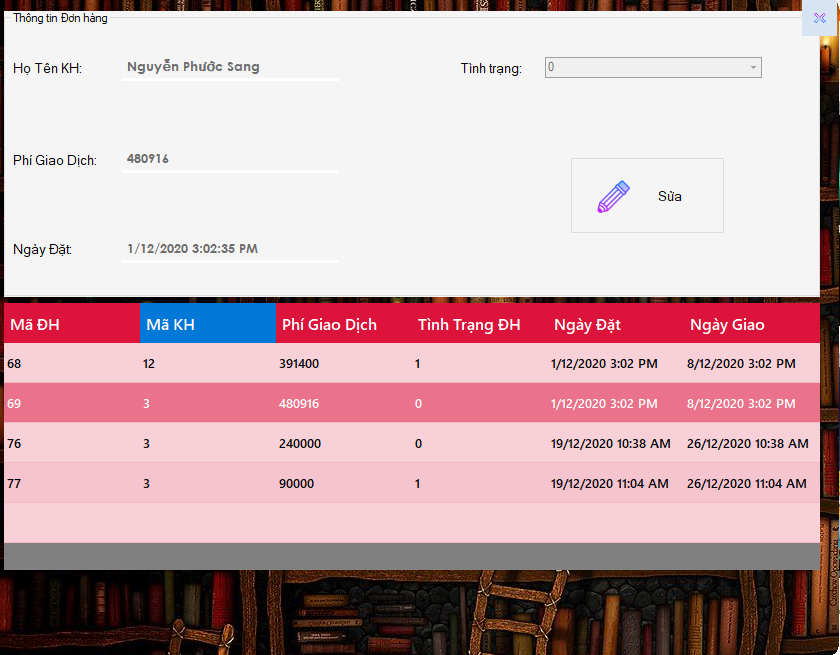 Thông tin Đơn hàng
Họ Tên KH: Nguyễn Phước Sang Tình trạng: 0
Phí Giao Dịch: 480916
Sửa
Ngày Đặt: 1/12/2020 3:02:35 PM
Mã ĐH Mã KH Phí Giao Dịch Tình Trạng ĐH Ngày Đặt Ngày Giao
68 12 391400 1 1/12/2020 3:02 PM 8/12/2020 3:02 PM
69 3 480916 0 1/12/2020 3:02 PM 8/12/2020 3:02 PM
76 3 240000 0 19/12/2020 10:38 AM 26/12/2020 10:38 AM
77 3 90000 1 19/12/2020 11:04 AM 26/12/2020 11:04 AM